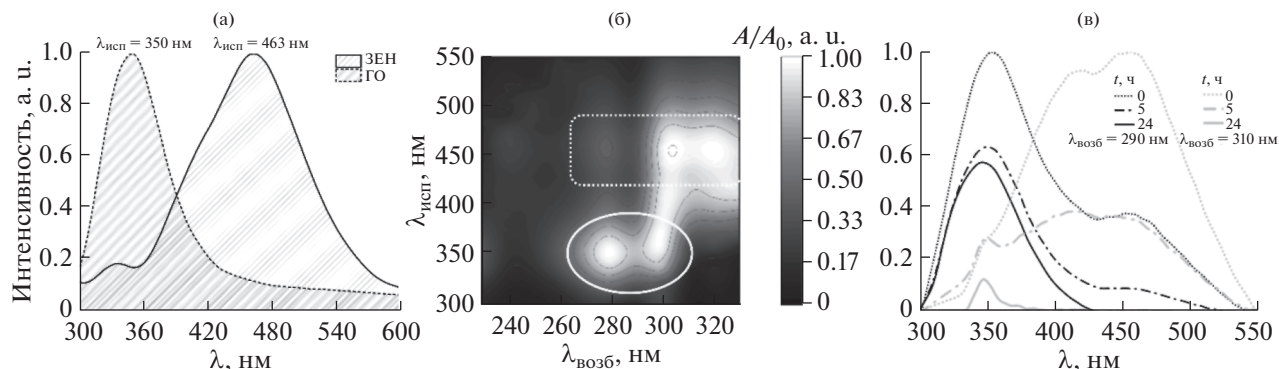 (а)
λисп = 350 нм
λисп = 463 нм
ЗЕН
ГО
Интенсивность, a. u.
1.0
0.8
0.6
0.4
0.2
0
300 360 420 480 540 600
λ, нм
(б)
A/A0, a. u.
550
500
450
400
350
300
λисп, нм
240 260 280 300 320
λвозб, нм
1.00
0.83
0.67
0.50
0.33
0.17
0
(в)
1.0
0.8
0.6
0.4
0.2
0
t, ч
0
5
24
λвозб = 290 нм
t, ч
0
5
24
λвозб = 310 нм
300 350 400 450 500 550
λ, нм